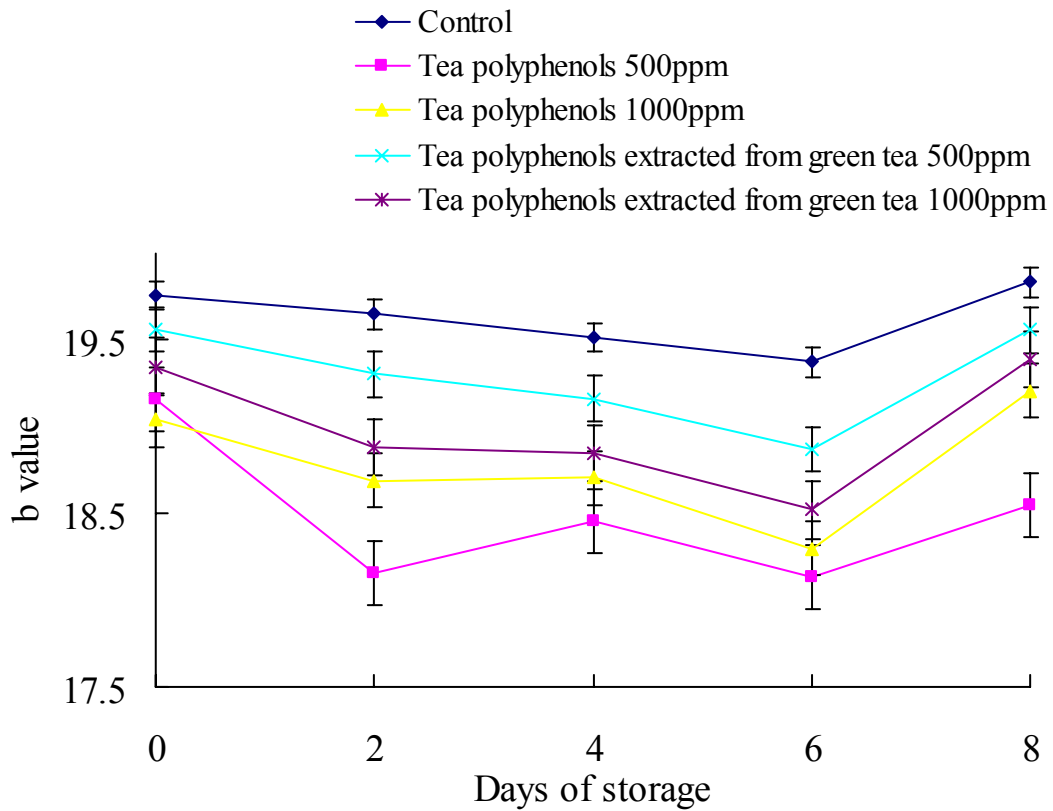 Control
Tea polyphenols 500ppm
Tea polyphenols 1000ppm
Tea polyphenols extracted from green tea 500ppm
Tea polyphenols extracted from green tea 1000ppm
19.5
18.5
17.5
b value
0 2 4 6 8
Days of storage